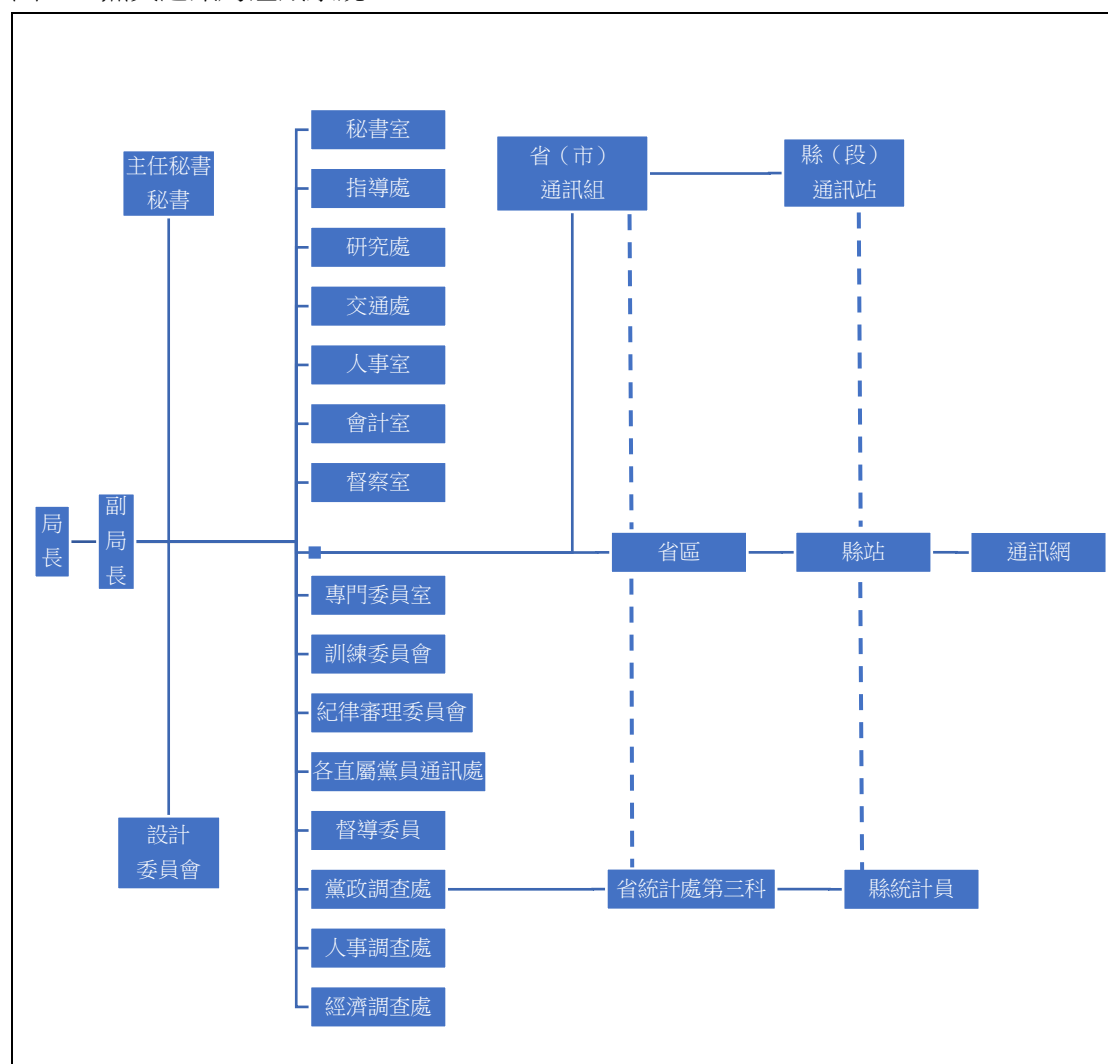 主任秘書
秘書
局
長
副
局
長
設計
委員會
秘書室
指導處
研究處
交通處
人事室
會計室
督察室
專門委員室
訓練委員會
紀律審理委員會
各直屬黨員通訊處
督導委員
黨政調查處
人事調查處
經濟調查處
省（市）
通訊組
縣（段）
通訊站
省區
縣站
通訊網
省統計處第三科
縣統計員